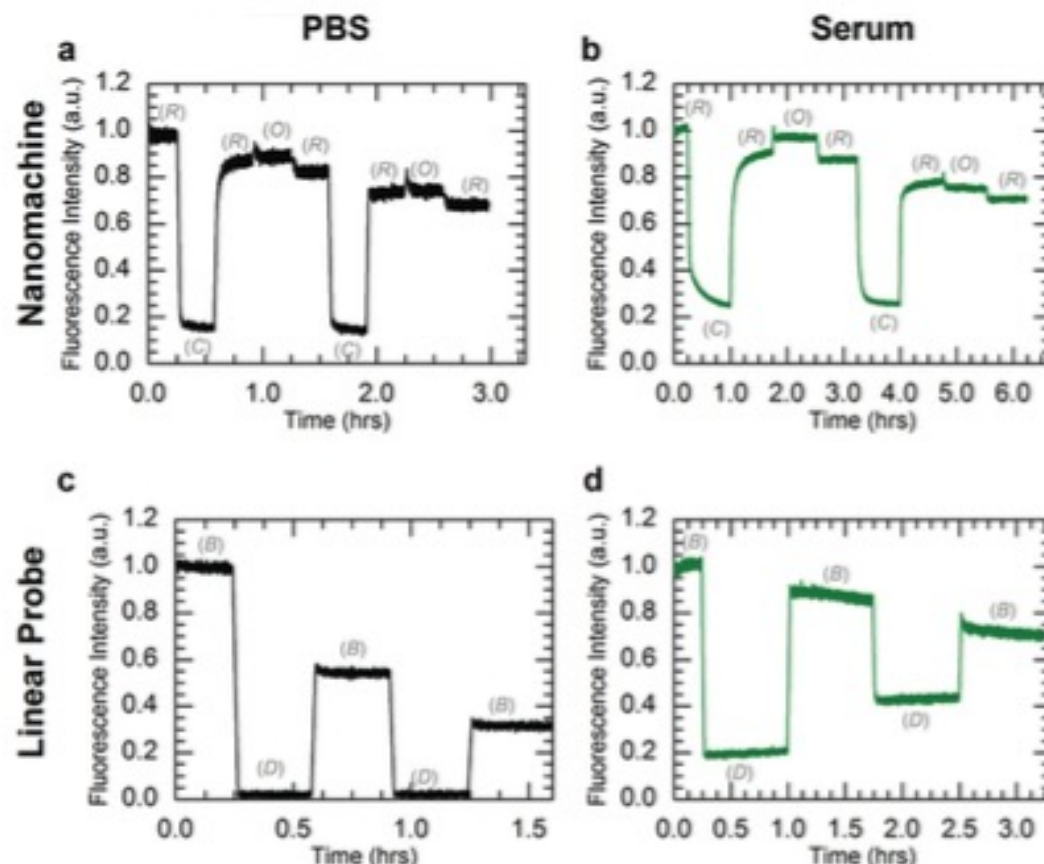 PBS
Serum
Nanomachine
a
Fluorescence Intensity (a.u.)
1.2
1.0
0.8
0.6
0.4
0.2
0.0
(R)
(C)
(R)
(O)
(R)
(C)
(R)
(O)
(R)
0.0 1.0 2.0 3.0
Time (hrs)
b
Fluorescence Intensity (a.u.)
1.2
1.0
0.8
0.6
0.4
0.2
0.0
(R)
(C)
(R)
(O)
(R)
(C)
(R)
(O)
(R)
0.0 1.0 2.0 3.0 4.0 5.0 6.0
Time (hrs)
Linear Probe
c
Fluorescence Intensity (a.u.)
1.2
1.0
0.8
0.6
0.4
0.2
0.0
(B)
(D)
(B)
(D)
(B)
0.0 0.5 1.0 1.5
Time (hrs)
d
Fluorescence Intensity (a.u.)
1.2
1.0
0.8
0.6
0.4
0.2
0.0
(B)
(D)
(B)
(D)
(B)
0.0 0.5 1.0 1.5 2.0 2.5 3.0
Time (hrs)